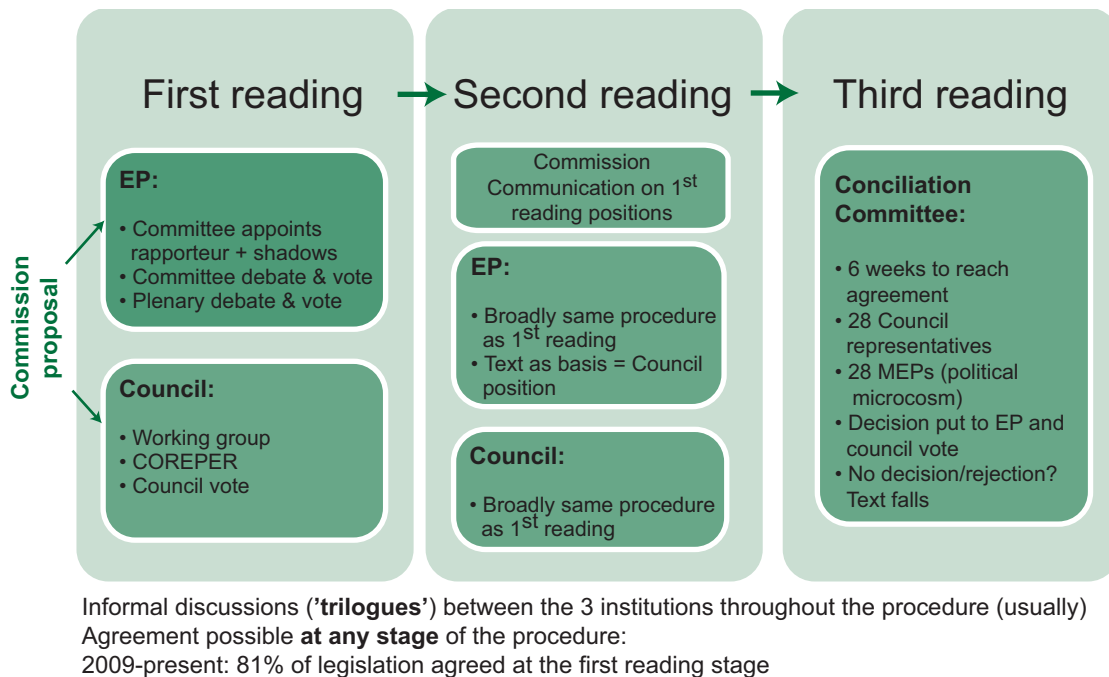 Commission
proposal
First reading
EP:
• Committee appoints
rapporteur + shadows
• Committee debate & vote
• Plenary debate & vote
Council:
• Working group
• COREPER
• Council vote
Second reading
Commission
Communication on 1st
reading positions
EP:
• Broadly same procedure
as 1st reading
• Text as basis = Council
position
Council:
• Broadly same procedure
as 1st reading
Third reading
Conciliation
Committee:
• 6 weeks to reach
agreement
• 28 Council
representatives
• 28 MEPs (political
microcosm)
• Decision put to EP and
council vote
• No decision/rejection?
Text falls
Informal discussions (’trilogues’) between the 3 institutions throughout the procedure (usually)
Agreement possible at any stage of the procedure:
2009-present: 81% of legislation agreed at the first reading stage